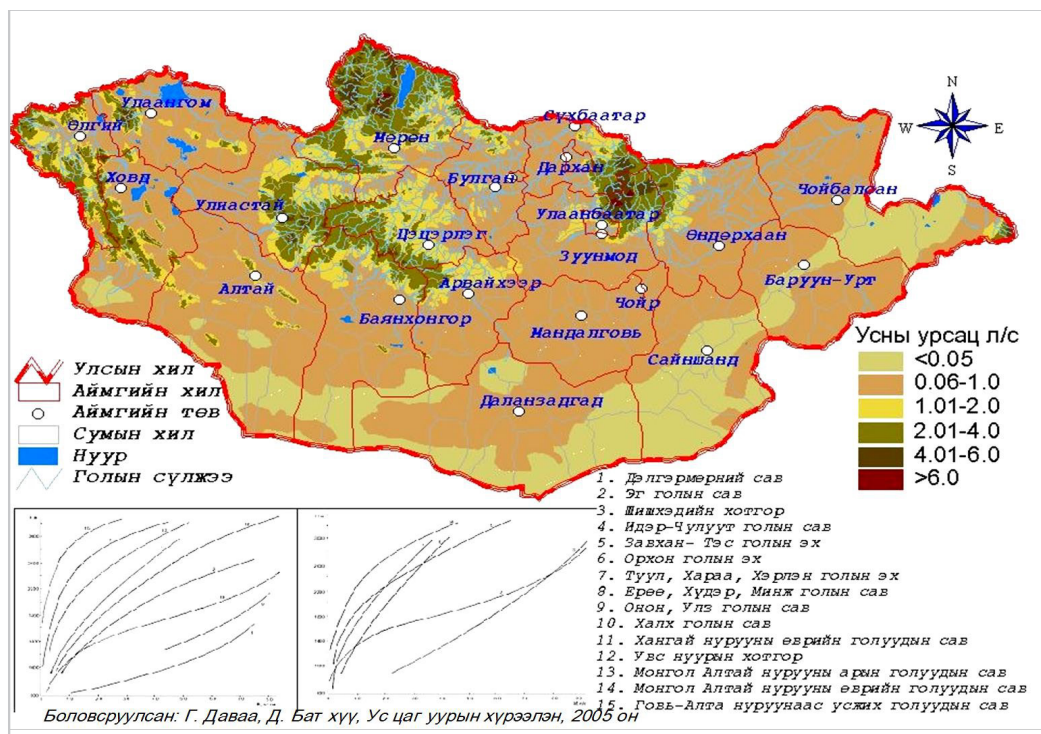 N
W E
S
Улаангом
Өлгий
Ховд
Мөрөн
Сүхбаатар
Дархан
Булган
Чойбалсан
Улиастай
Улаанбаатар
Цэцэрлэг
Өндөрхаан
Зуунмод
Баруун-Урт
Алтай
Арвайхээр
Чойр
Баянхонгор
Мандалговь
Сайншанд
Даланзадгад
Усны урсац л/с
<0.05
0.06-1.0
1.01-2.0
2.01-4.0
4.01-6.0
>6.0
Улсын хил
Аймгийн хил
Аймгийн төв
Сумын хил
Нуур
Голын сүлжээ
1. Дэлгэрмөрний сав
2. Эг голын сав
3. Шишхэдийн хотгор
4. Идэр-Чулуут голын сав
5. Завхан- Тэс голын эх
6. Орхон голын эх
7. Туул, Хараа, Хэрлэн голын эх
8. Ерөө, Хүдэр, Минж голын сав
9. Онон, Улз голын сав
10. Халх голын сав
11. Хангай нурууны өврийн голуудын сав
12. Увс нуурын хотгор
13. Монгол Алтай нурууны арын голуудын сав
14. Монгол Алтай нурууны өврийн голуудын сав
15. Говь-Алта нуруунаас усжих голуудын сав
Боловсруулсан: Г. Даваа, Д. Бат хүү, Ус цаг уурын хүрээлэн, 2005 он